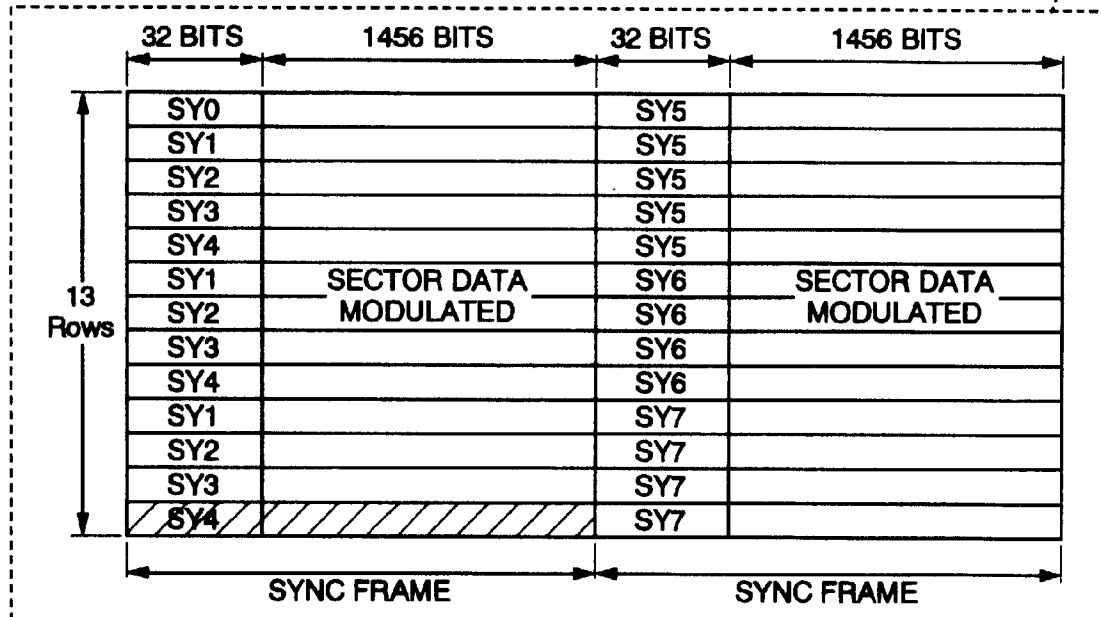 32 BITS 1456 BITS 32 BITS 1456 BITS
SY0 SY5
SY1 SY5
SY2 SY5
SY3 SY5
SY4 SY5
SY1 SY6
SY2 SY6
SY3 SY6
SY4 SY6
SY1 SY7
SY2 SY7
SY3 SY7
SY4 SY7
13
Rows
SECTOR DATA
MODULATED
SECTOR DATA
MODULATED
SYNC FRAME SYNC FRAME